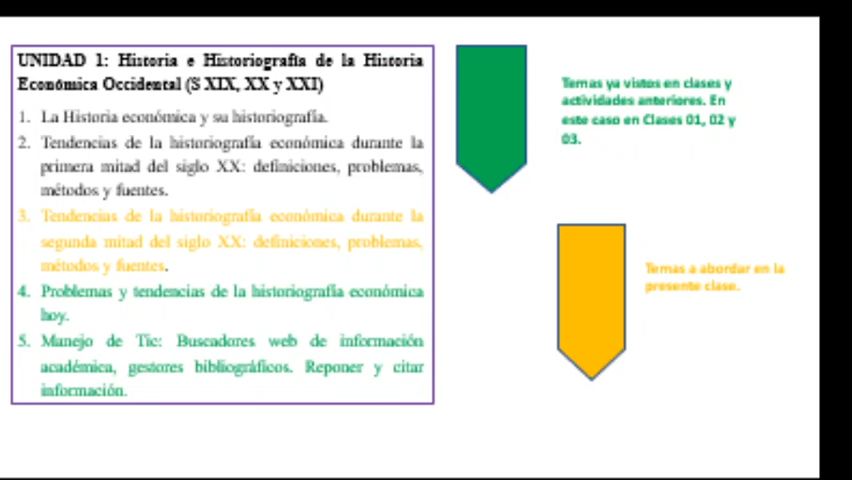 UNIDAD 1: Historia e Historiografía de la Historia
Económica Occidental (S XIX, XX y XXI)
1. La Historia económica y su historiografía.
2. Tendencias de la historiografía económica durante la
primera mitad del siglo XX: definiciones, problemas,
métodos y fuentes.
3. Tendencias de la historiografía económica durante la
segunda mitad del siglo XX: definiciones, problemas,
métodos y fuentes.
4. Problemas y tendencias de la historiografía económica
hoy.
5. Manejo de Tic: Buscadores web de información
académica, gestores bibliográficos. Reponer y citar
información.
Temas ya vistos en clases y
actividades anteriores. En
este caso en Clases 01, 02 y
03.
Temas a abordar en la
presente clase.